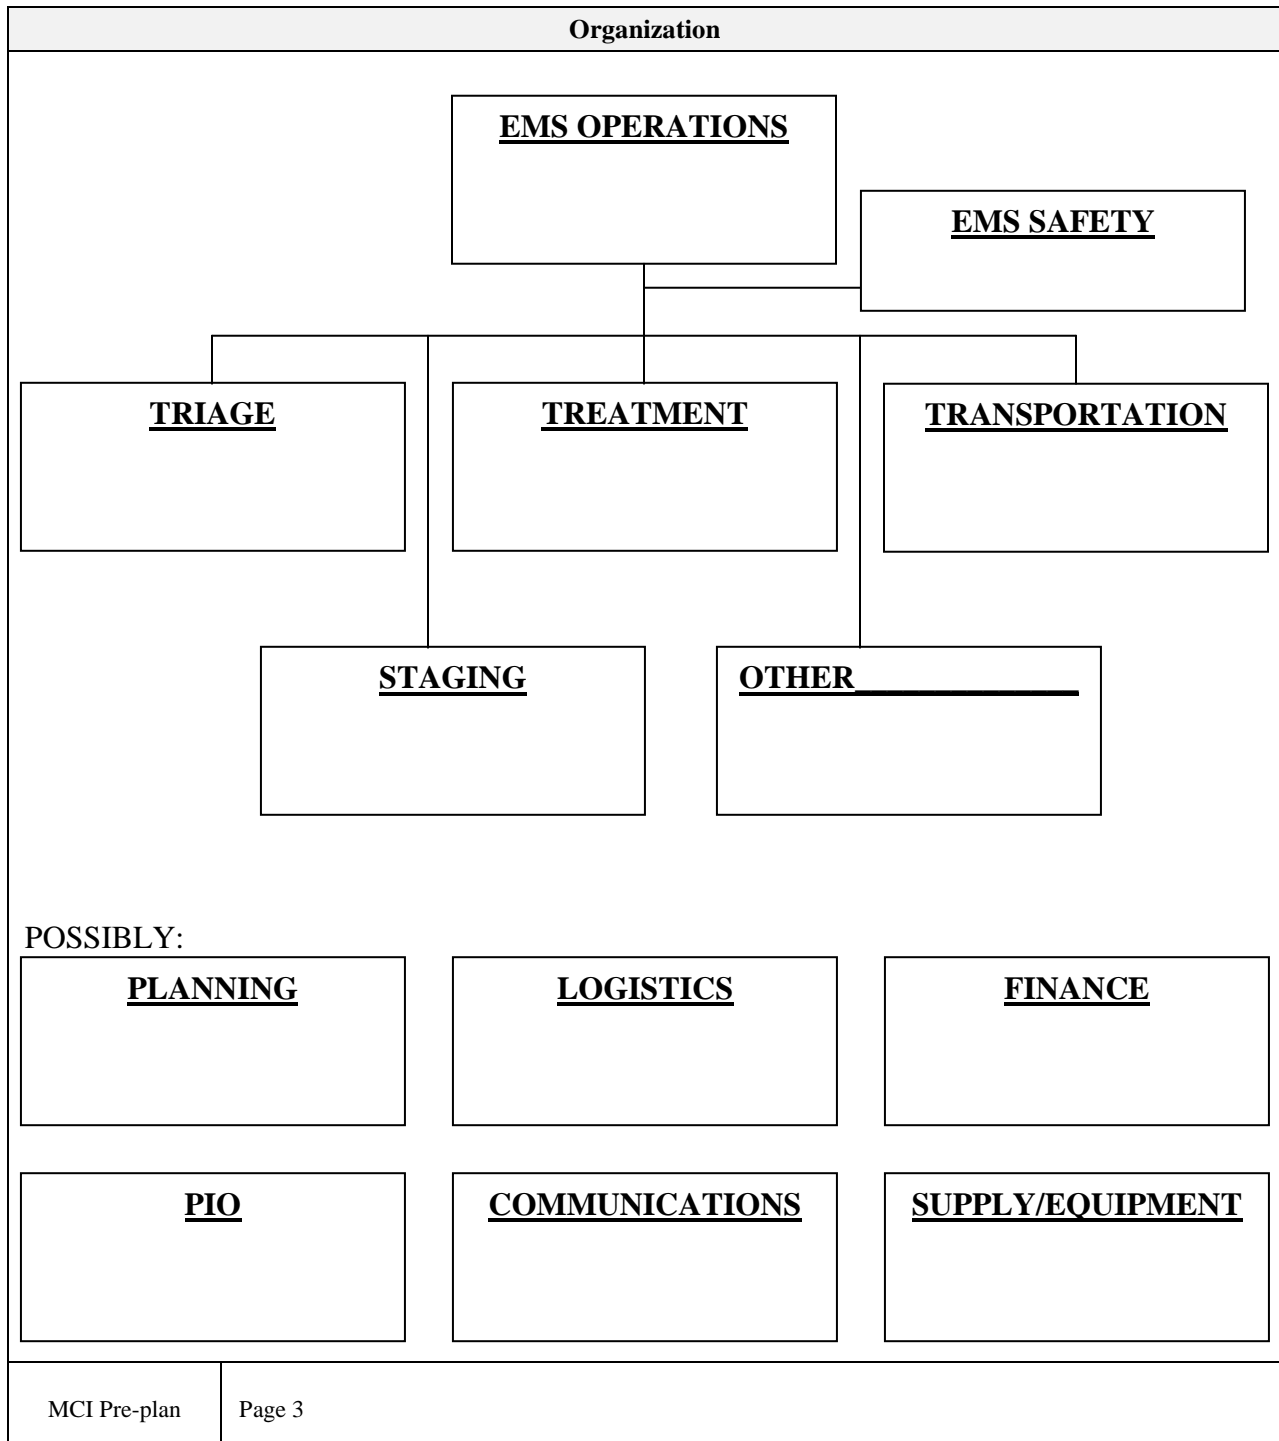 Organization
EMS OPERATIONS
EMS SAFETY
TRIAGE
TREATMENT
TRANSPORTATION
STAGING
OTHER______________
POSSIBLY:
PLANNING
LOGISTICS
FINANCE
PIO
COMMUNICATIONS
SUPPLY/EQUIPMENT
MCI Pre-plan
Page 3